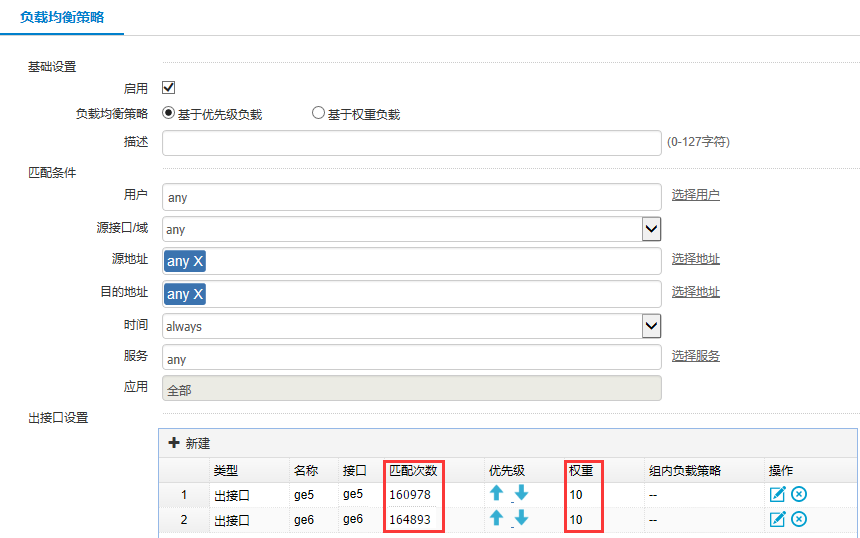 负载均衡策略
基础设置
启用
负载均衡策略 基于优先级负载 基于权重负载
描述 (0-127字符)
匹配条件
用户 any 选择用户
源接口/域 any
源地址 any X 选择地址
目的地址 any X 选择地址
时间 always
服务 any 选择服务
应用 全部
出接口设置
+ 新建
类型 名称 接口 匹配次数 优先级 权重 组内负载策略 操作
1 出接口 ge5 ge5 160978 10 --
2 出接口 ge6 ge6 164893 10 --